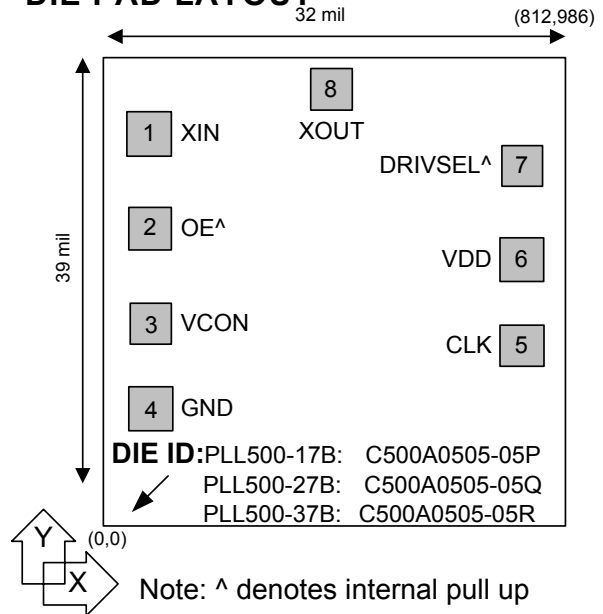 DIE PAD LAYOUT
32 mil
(812,986)
8
XOUT
1 XIN
DRIVSEL^ 7
2 OE^
VDD 6
39 mil
3 VCON
CLK 5
4 GND
DIE ID:PLL500-17B: C500A0505-05P
PLL500-27B: C500A0505-05Q
PLL500-37B: C500A0505-05R
Y
(0,0)
X
Note: ^ denotes internal pull up